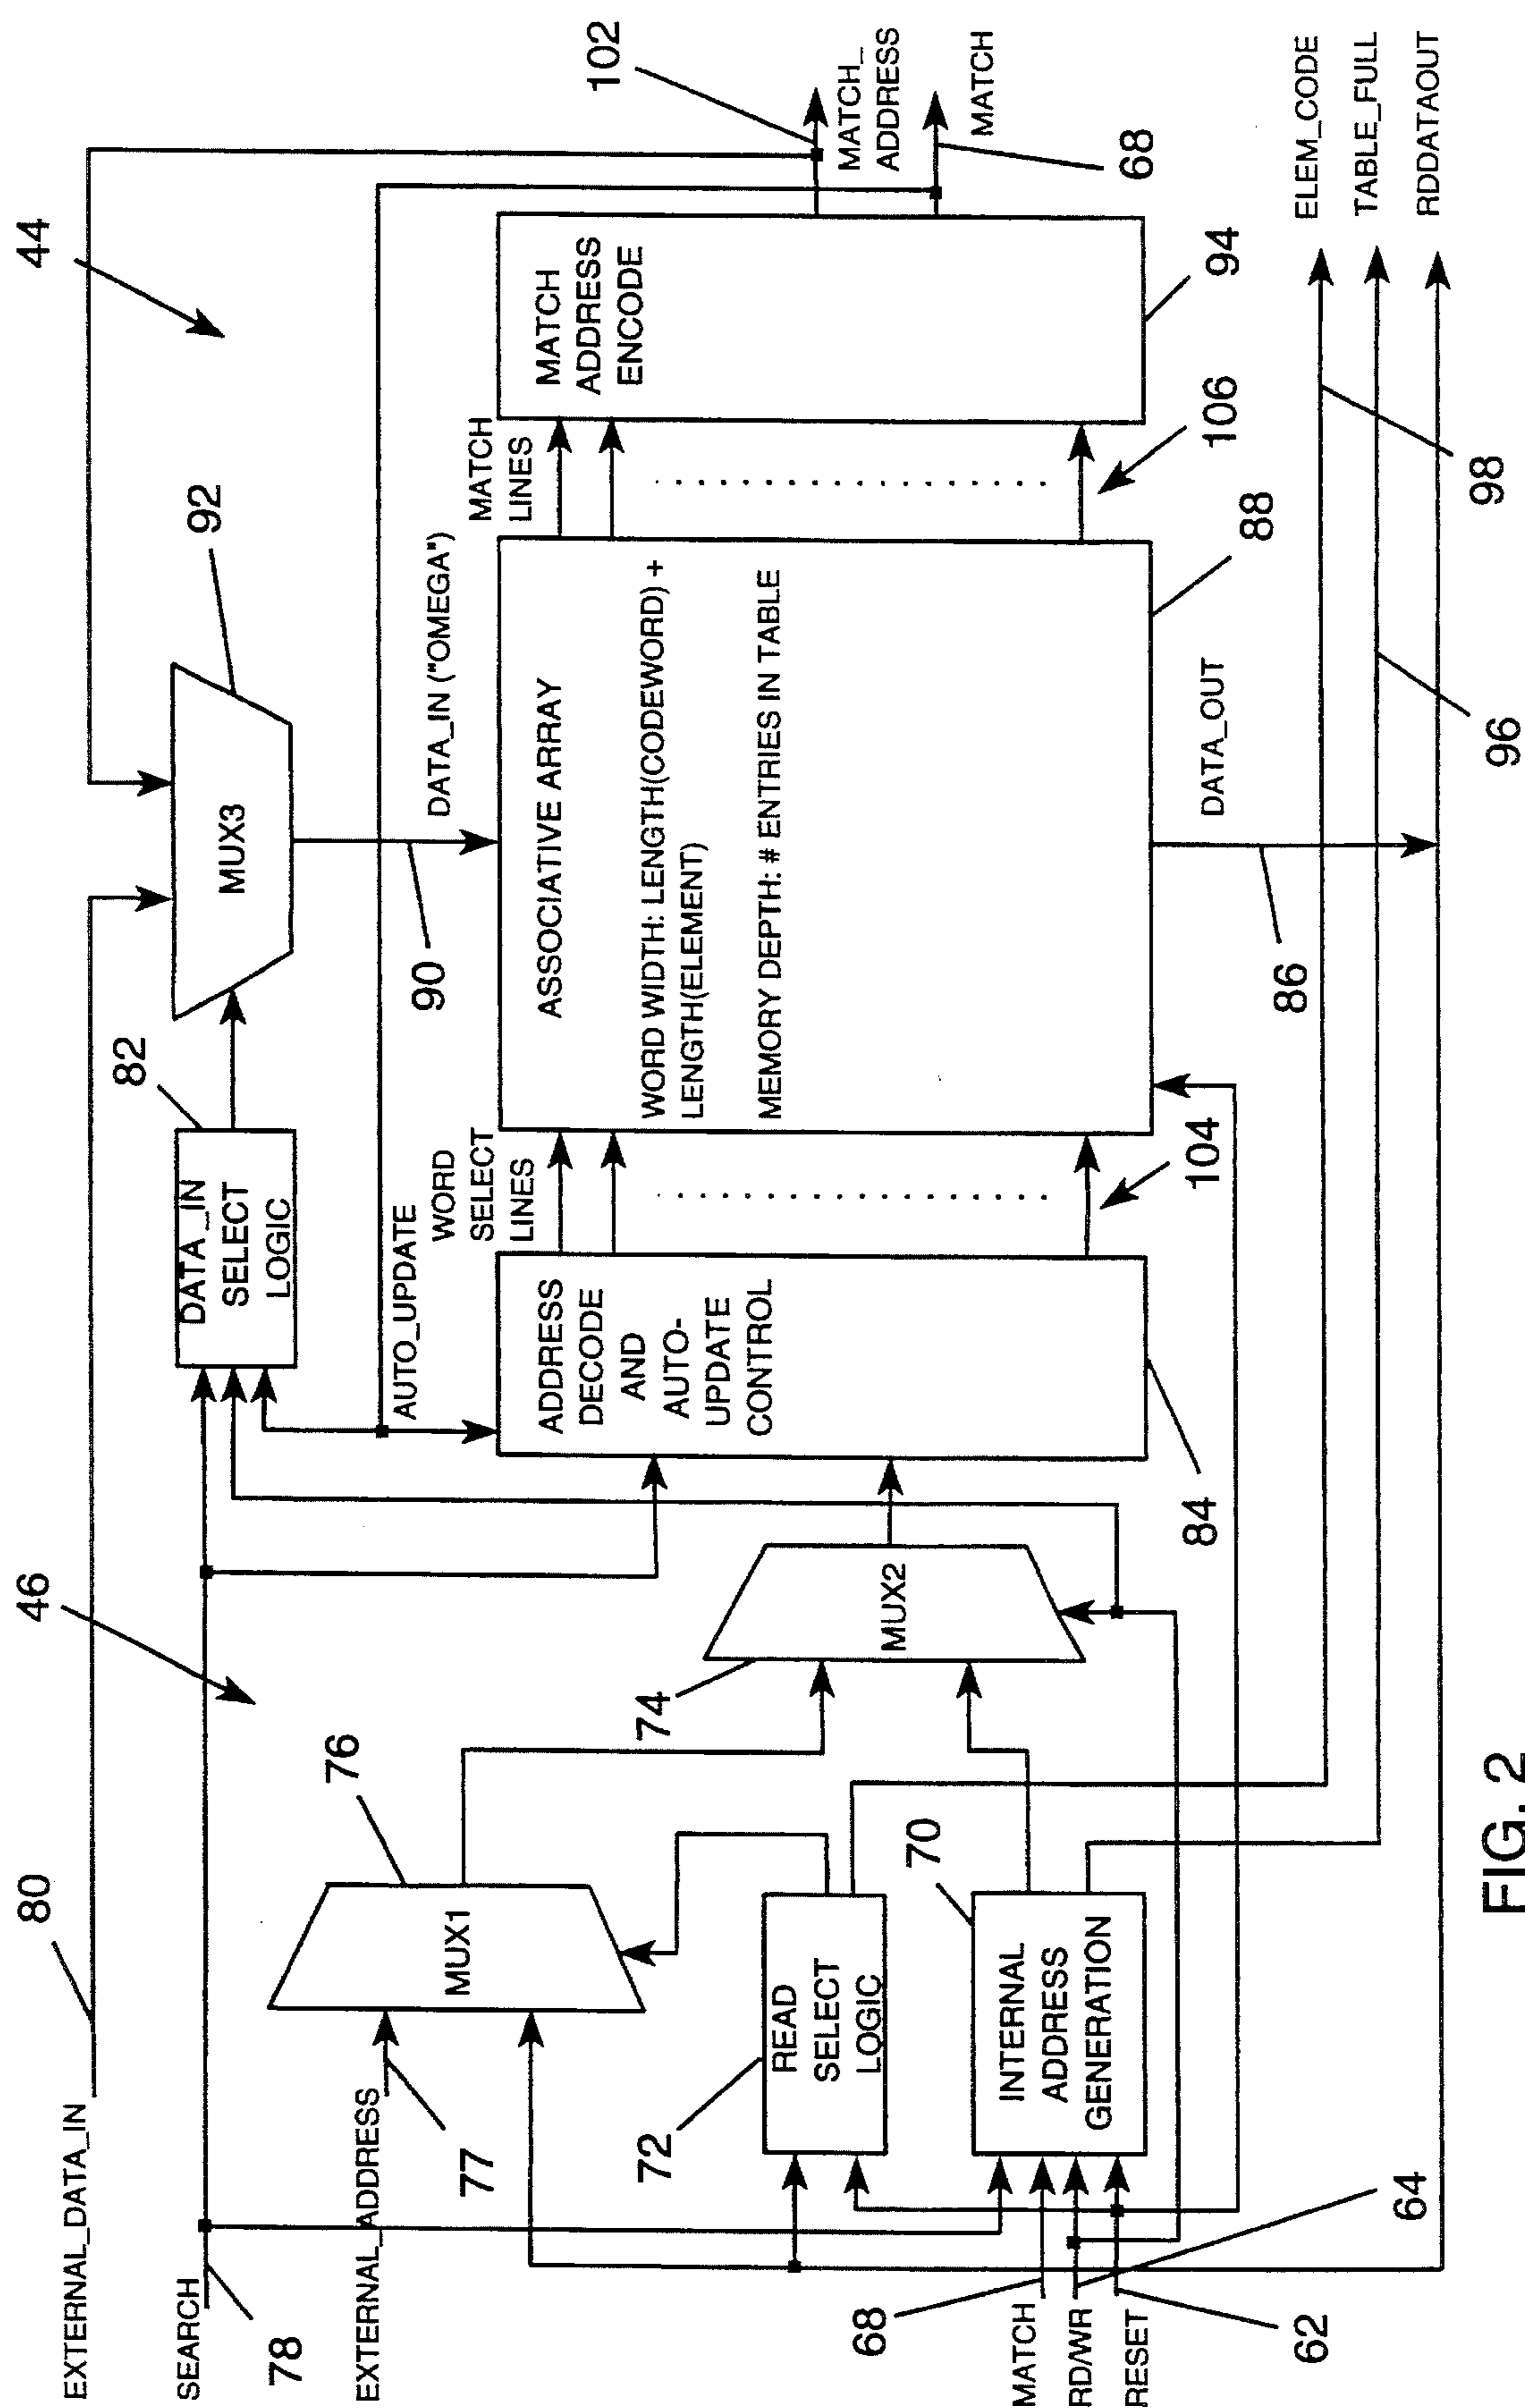 44
46
80
EXTERNAL_DATA_IN
SEARCH
78
EXTERNAL_ADDRESS
77
MUX1
76
82
DATA_IN
SELECT
LOGIC
MUX3
92
102
AUTO_UPDATE
90
DATA_IN ("OMEGA")
WORD
SELECT
LINES
MATCH
LINES
MATCH_
ADDRESS
MATCH
68
72
READ
SELECT
LOGIC
74
MUX2
ADDRESS
DECODE
AND
AUTO-
UPDATE
CONTROL
84
104
ASSOCIATIVE ARRAY
WORD WIDTH: LENGTH(CODEWORD) +
LENGTH(ELEMENT)
MEMORY DEPTH: # ENTRIES IN TABLE
88
106
MATCH
ADDRESS
ENCODE
94
70
INTERNAL
ADDRESS
GENERATION
68
MATCH
RD/WR
RESET
62
64
86
DATA_OUT
98
96
ELEM_CODE
TABLE_FULL
RDDATAOUT
FIG. 2